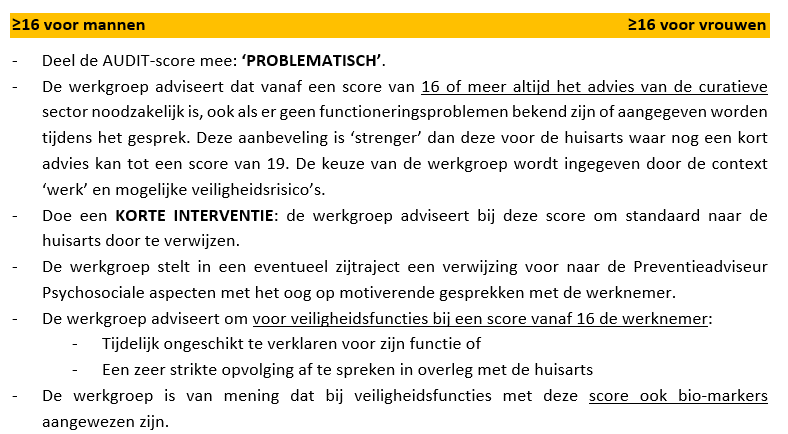 ≥16 voor mannen ≥16 voor vrouwen
- Deel de AUDIT-score mee: ‘PROBLEMATISCH’.
- De werkgroep adviseert dat vanaf een score van 16 of meer altijd het advies van de curatieve
sector noodzakelijk is, ook als er geen functioneringsproblemen bekend zijn of aangegeven worden
tijdens het gesprek. Deze aanbeveling is ‘strenger’ dan deze voor de huisarts waar nog een kort
advies kan tot een score van 19. De keuze van de werkgroep wordt ingegeven door de context
‘werk’ en mogelijke veiligheidsrisico’s.
- Doe een KORTE INTERVENTIE: de werkgroep adviseert bij deze score om standaard naar de
huisarts door te verwijzen.
- De werkgroep stelt in een eventueel zijtraject een verwijzing voor naar de Preventieadviseur
Psychosociale aspecten met het oog op motiverende gesprekken met de werknemer.
- De werkgroep adviseert om voor veiligheidsfuncties bij een score vanaf 16 de werknemer:
- Tijdelijk ongeschikt te verklaren voor zijn functie of
- Een zeer strikte opvolging af te spreken in overleg met de huisarts
- De werkgroep is van mening dat bij veiligheidsfuncties met deze score ook bio-markers
aangewezen zijn.